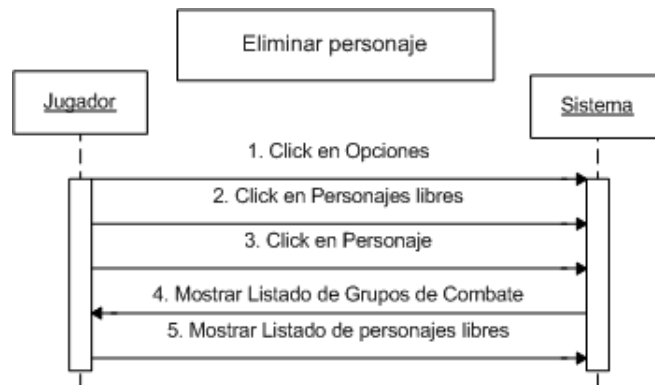 Eliminar personaje
Jugador
Sistema
1. Click en Opciones
2. Click en Personajes libres
3. Click en Personaje
4. Mostrar Listado de Grupos de Combate
5. Mostrar Listado de personajes libres